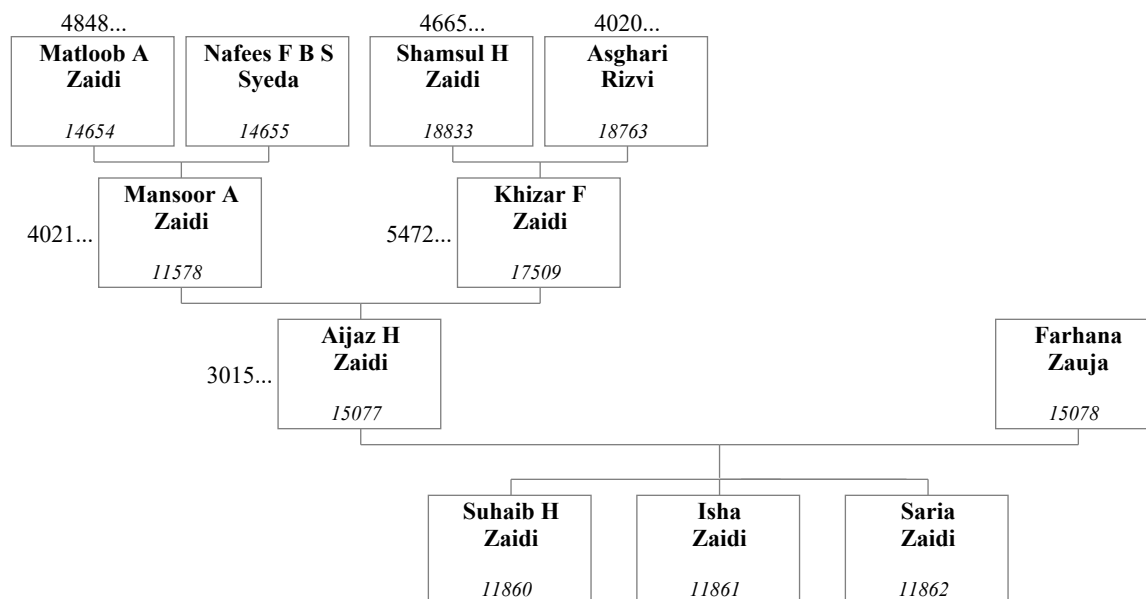 4848...
4665...
4020...
Matloob A
Zaidi
14654
Nafees F B S
Syeda
14655
Shamsul H
Zaidi
18833
Asghari
Rizvi
18763
4021...
Mansoor A
Zaidi
11578
5472...
Khizar F
Zaidi
17509
3015...
Aijaz H
Zaidi
15077
Farhana
Zauja
15078
Suhaib H
Zaidi
11860
Isha
Zaidi
11861
Saria
Zaidi
11862